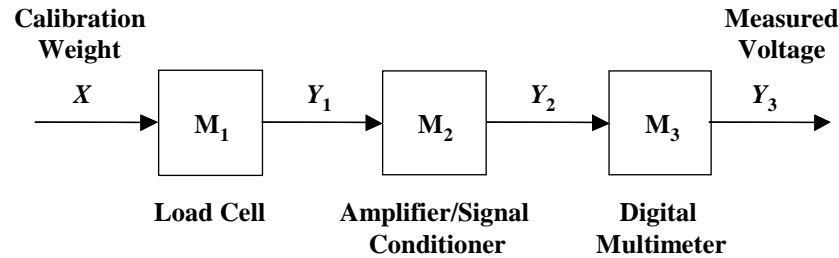 Calibration
Weight
Measured
Voltage
X
Y1
Y2
Y3
M1
M2
M3
Load Cell
Amplifier/Signal
Conditioner
Digital
Multimeter